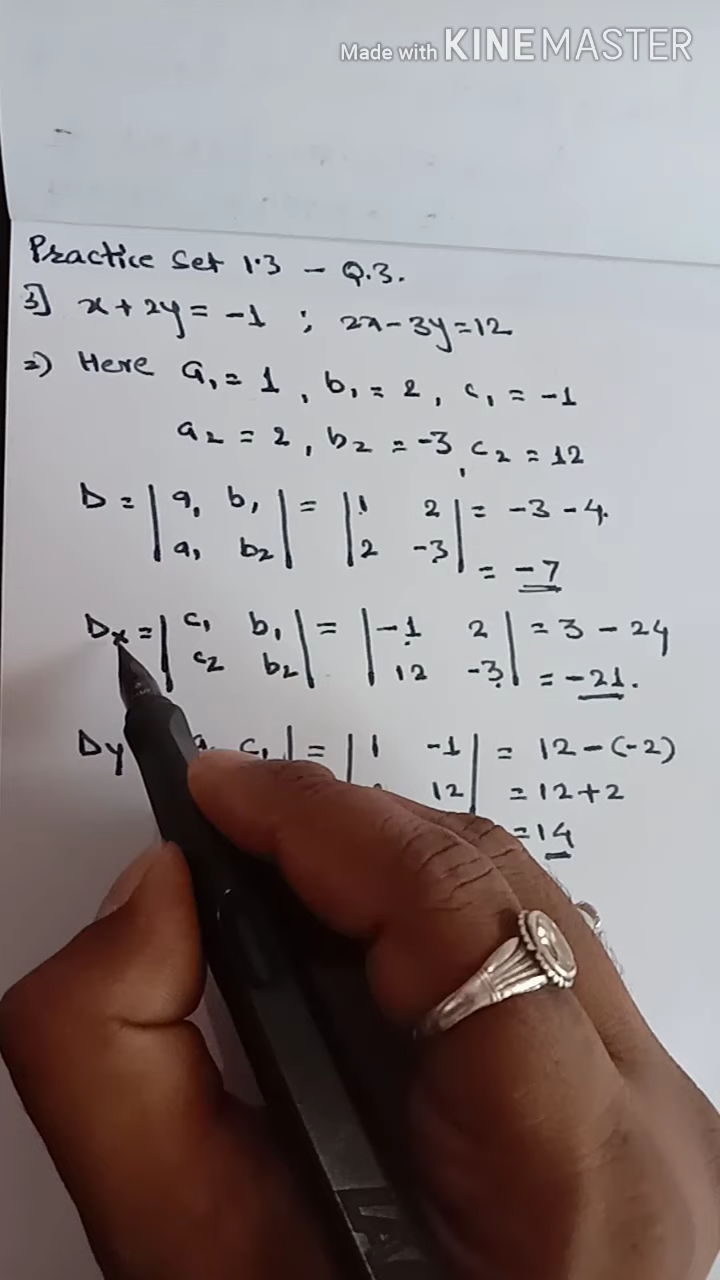 Made with KINEMASTER
Practice Set 1.3 - Q.3.
3] x + 2y = -1 ; 2x - 3y = 12
=) Here a₁ = 1 , b₁ = 2 , c₁ = -1
a₂ = 2 , b₂ = -3 , c₂ = 12
D = | a₁ b₁ | = | 1 2 | = -3 - 4.
| a₁ b₂ | | 2 -3 | = -7
Dx = | c₁ b₁ | = | -1 2 | = 3 - 24
| c₂ b₂ | | 12 -3 | = -21.
Dy c₁ | = | 1 -1 | = 12 - (-2)
12 | = 12 + 2
= 14